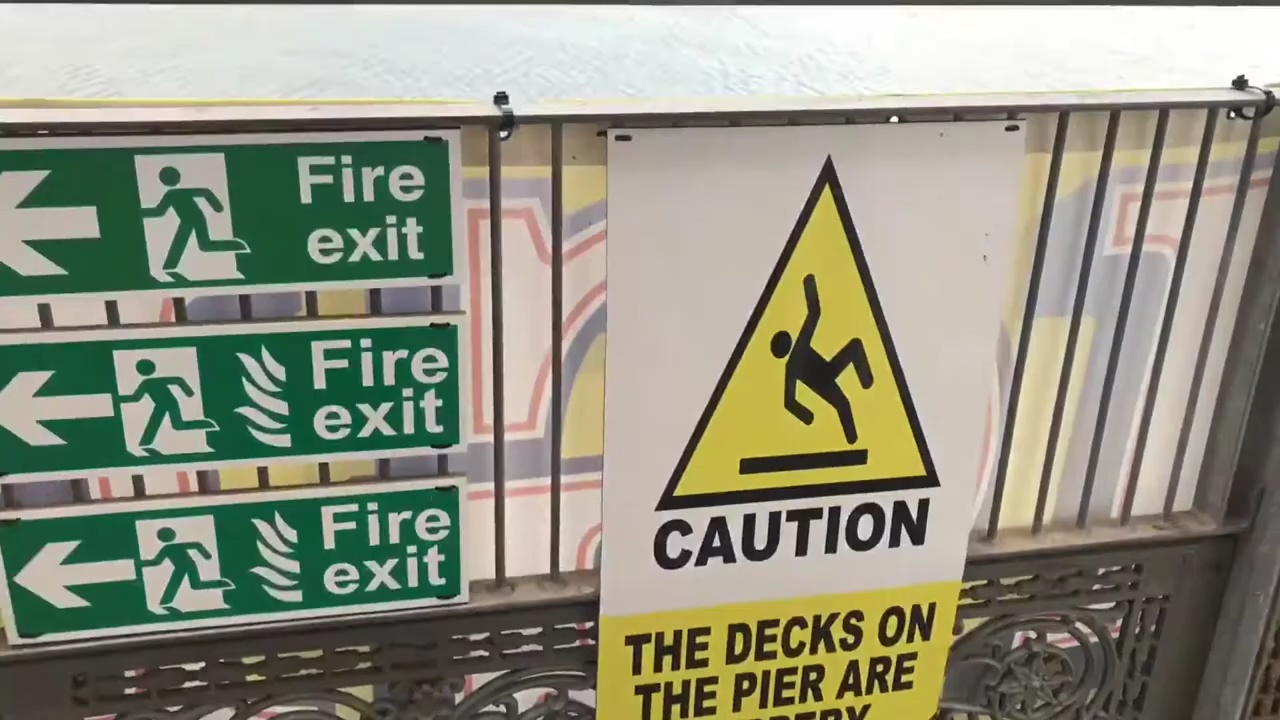 Fire
exit
Fire
exit
Fire
exit
CAUTION
THE DECKS ON
THE PIER ARE